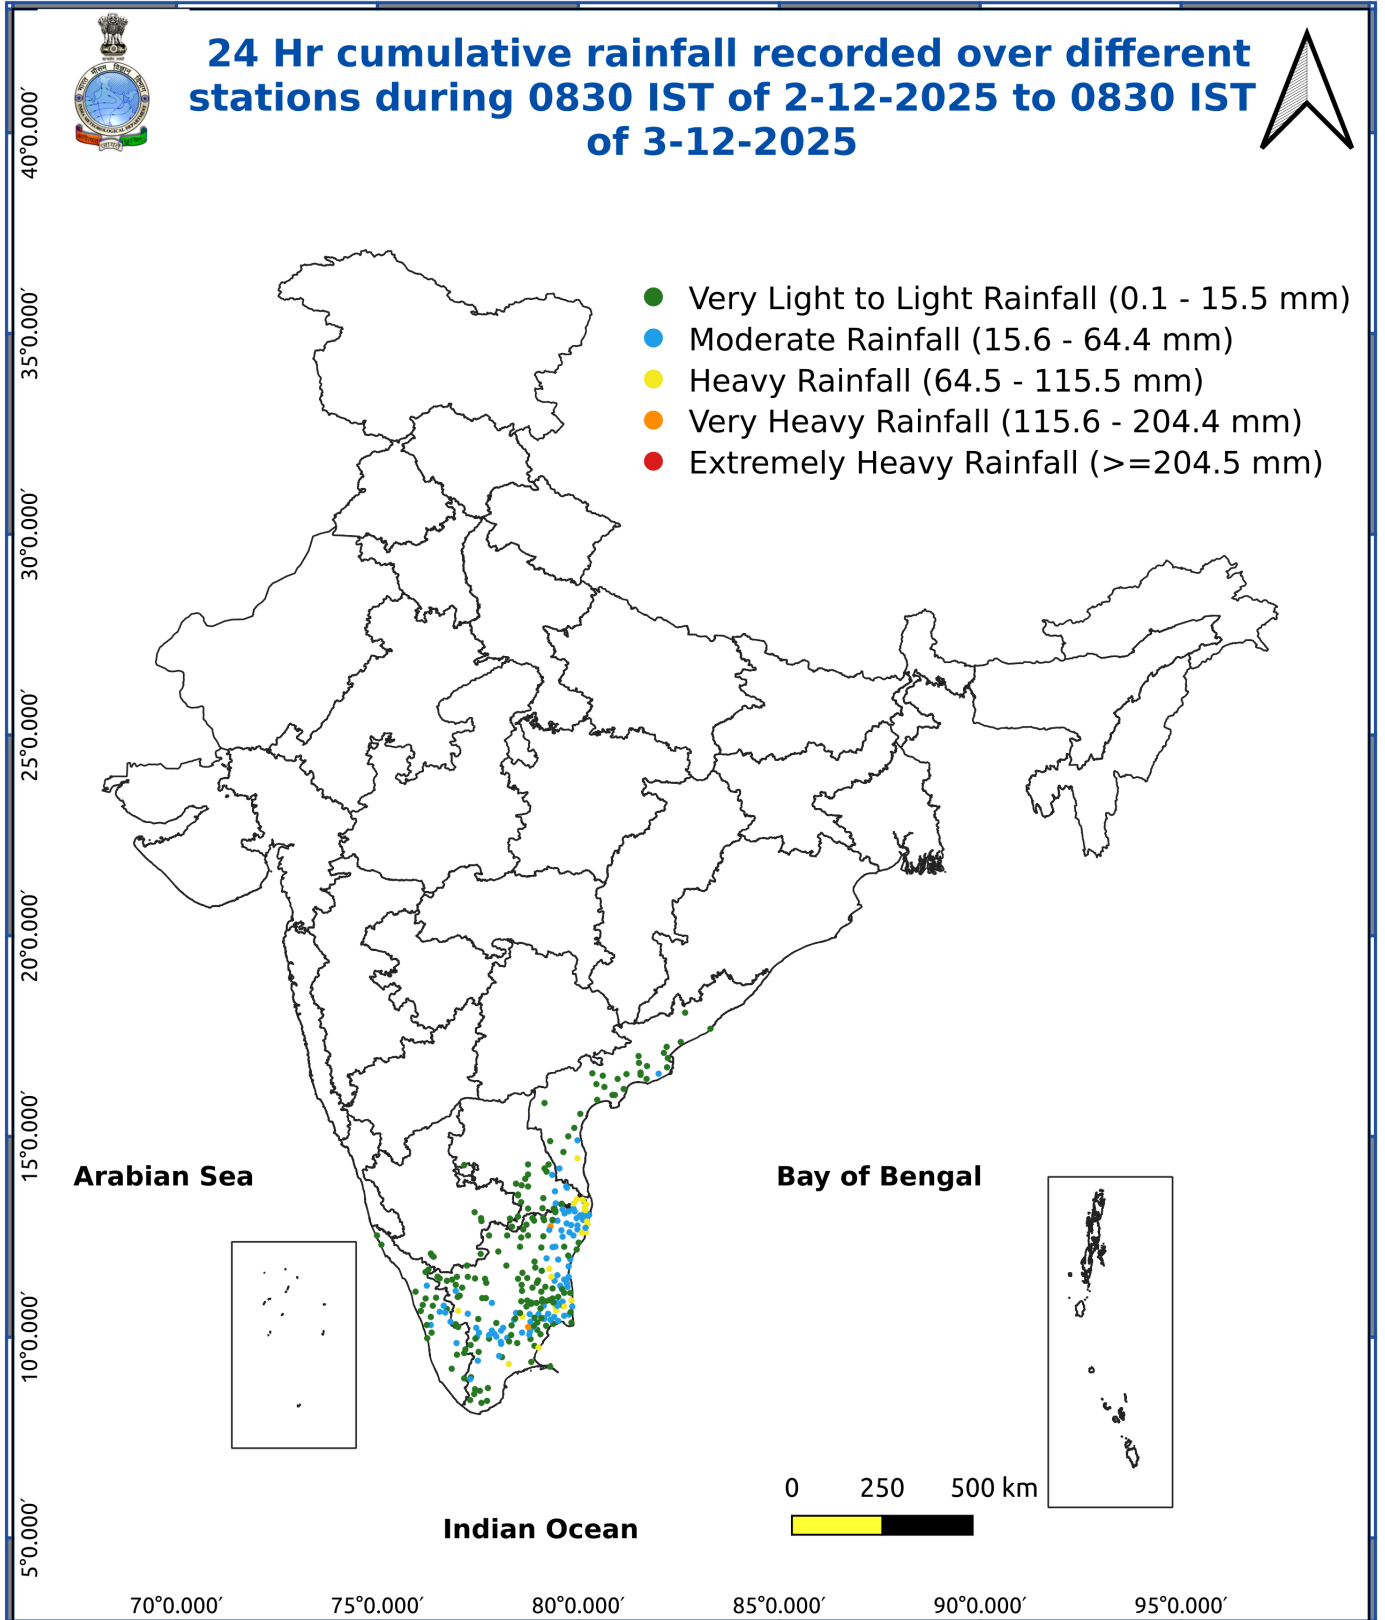 24 Hr cumulative rainfall recorded over different
stations during 0830 IST of 2-12-2025 to 0830 IST
of 3-12-2025
Very Light to Light Rainfall (0.1 - 15.5 mm)
Moderate Rainfall (15.6 - 64.4 mm)
Heavy Rainfall (64.5 - 115.5 mm)
Very Heavy Rainfall (115.6 - 204.4 mm)
Extremely Heavy Rainfall (>=204.5 mm)
40°0.000′
35°0.000′
30°0.000′
25°0.000′
20°0.000′
15°0.000′
10°0.000′
5°0.000′
Arabian Sea
Bay of Bengal
Indian Ocean
0 250 500 km
70°0.000′ 75°0.000′ 80°0.000′ 85°0.000′ 90°0.000′ 95°0.000′